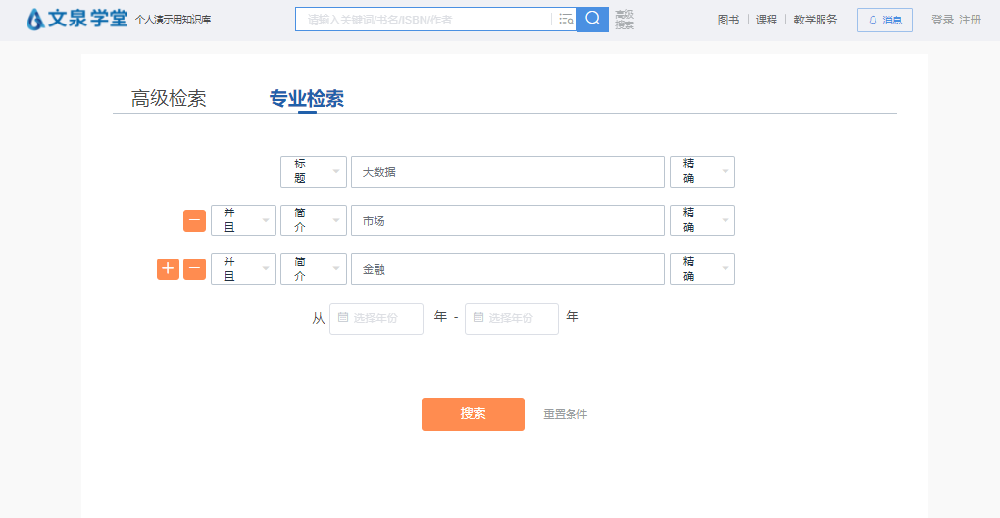 文泉学堂 个人演示用知识库 请输入关键词/书名/ISBN/作者 高级搜索 图书 课程 教学服务 消息 登录 注册
高级检索 专业检索
标题 大数据 精确
并且 简介 市场 精确
并且 简介 金融 精确
从 选择年份 年 - 选择年份 年
搜索 重置条件